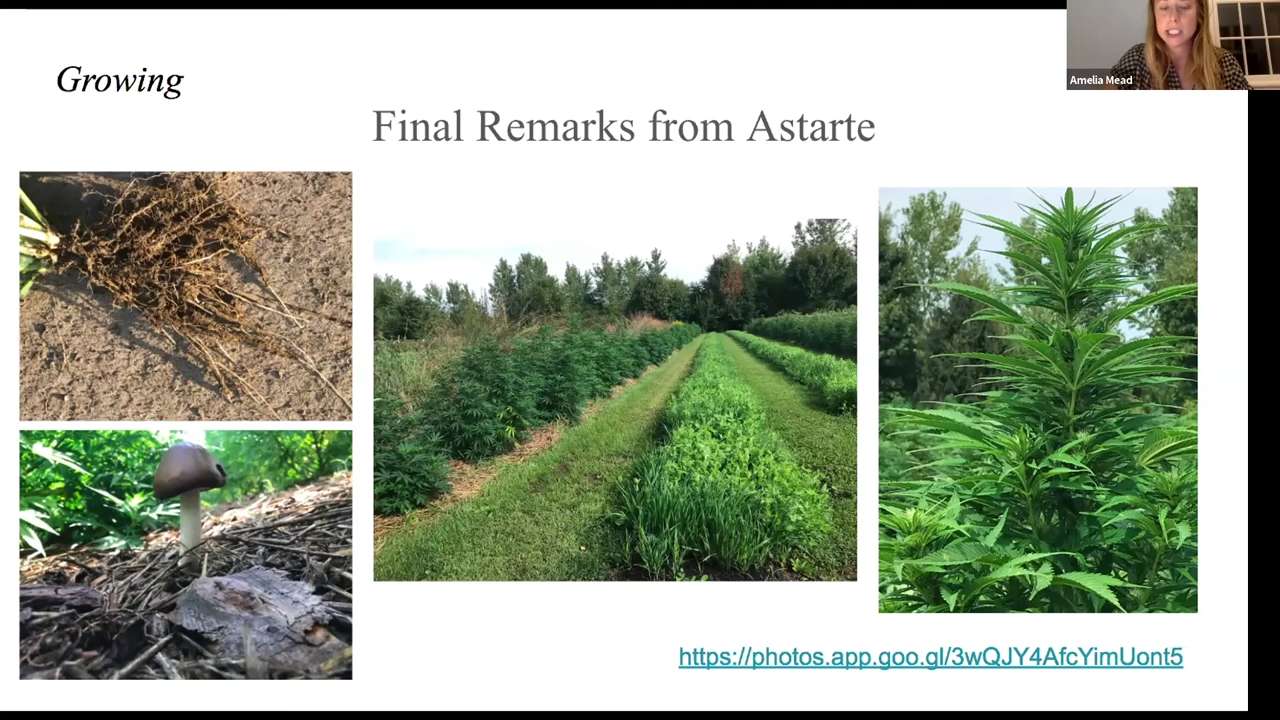 Growing
Final Remarks from Astarte
Amelia Mead
https://photos.app.goo.gl/3wQJY4AfcYimUont5